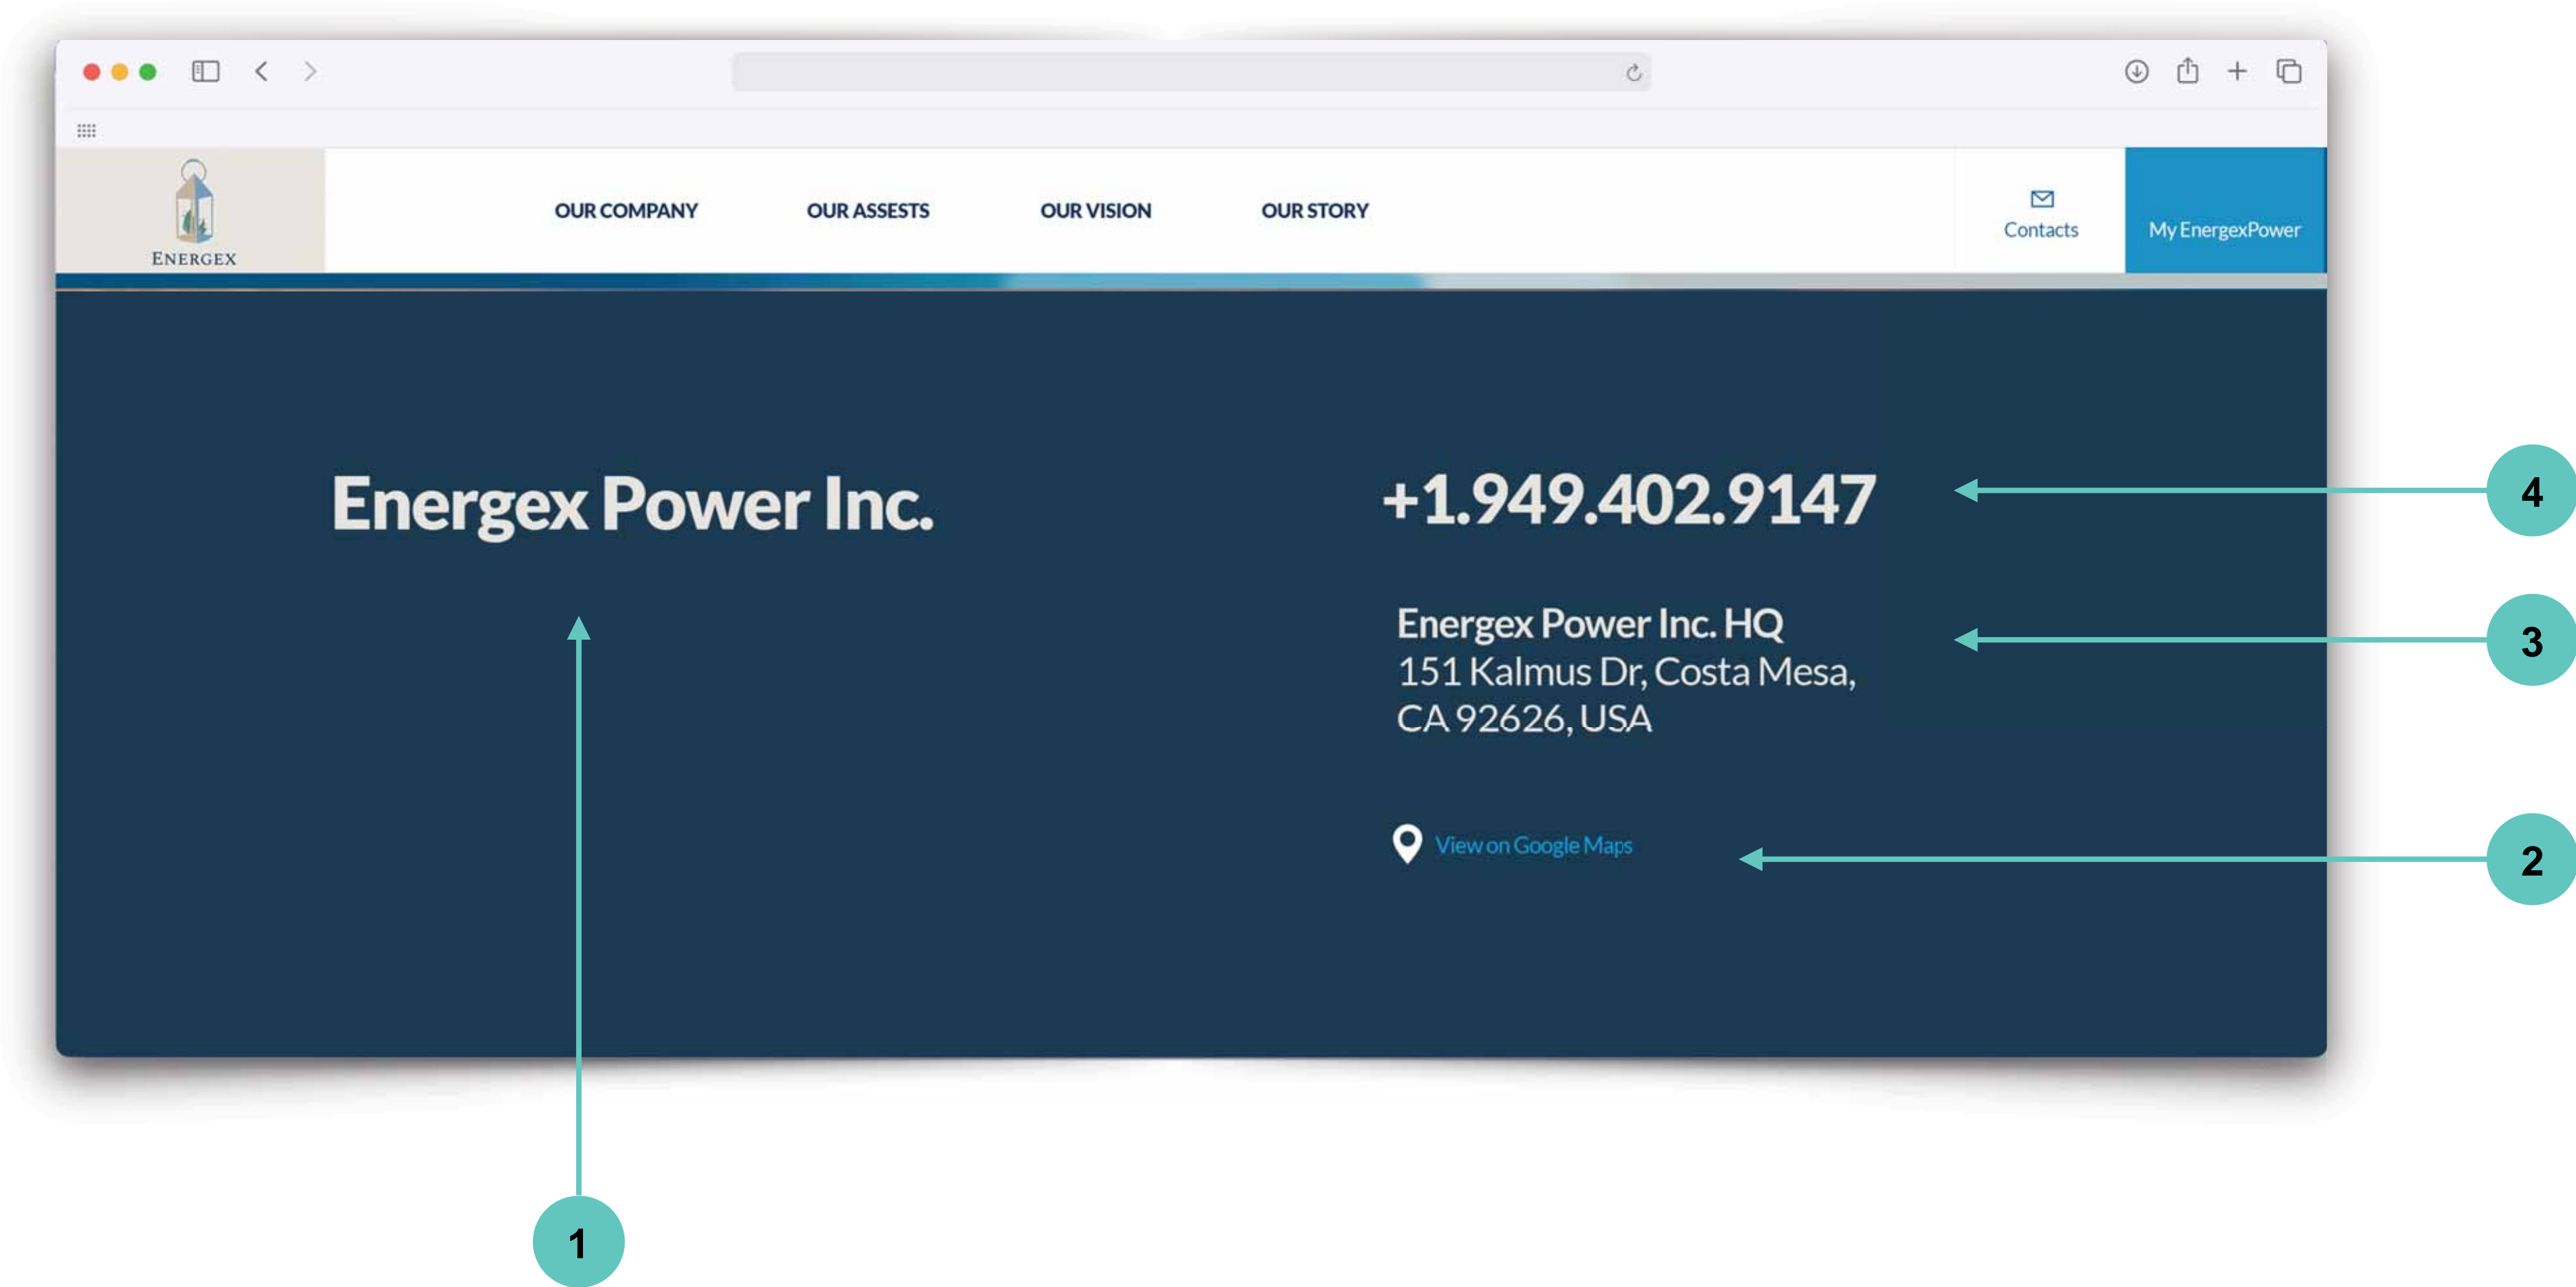 ENERGEX
OUR COMPANY
OUR ASSESTS
OUR VISION
OUR STORY
Contacts
My EnergexPower
Energex Power Inc.
+1.949.402.9147
4
Energex Power Inc. HQ
151 Kalmus Dr, Costa Mesa,
CA 92626, USA
3
View on Google Maps
2
1